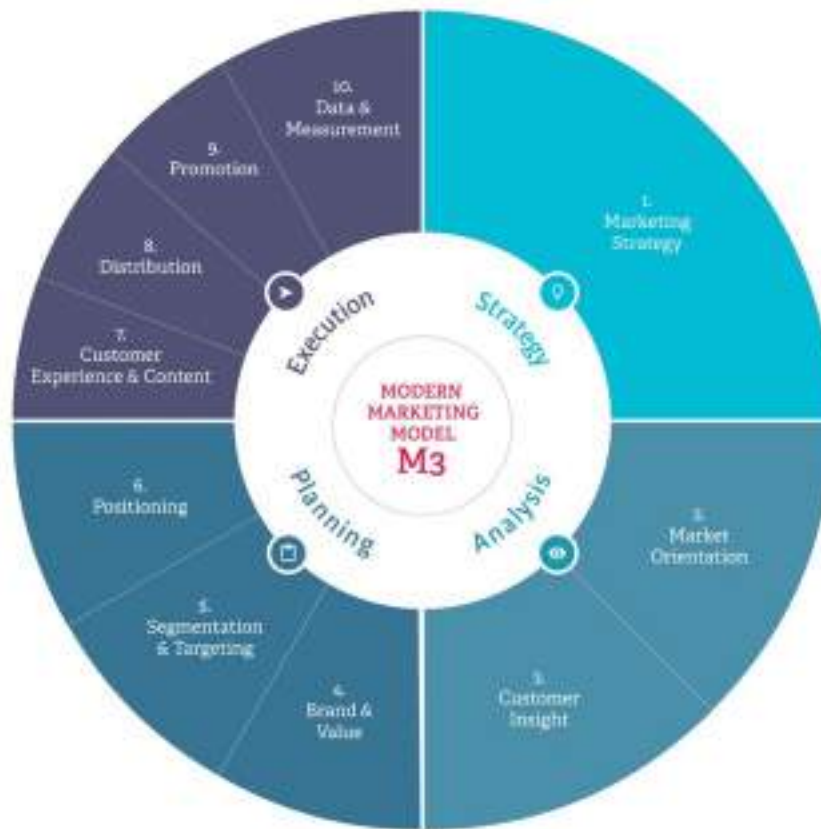 1.
Marketing
Strategy
2.
Market
Orientation
3.
Customer
Insight
4.
Brand &
Value
5.
Segmentation
& Targeting
6.
Positioning
7.
Customer
Experience & Content
8.
Distribution
9.
Promotion
10.
Data &
Measurement
Strategy
Analysis
Planning
Execution
MODERN
MARKETING
MODEL
M3